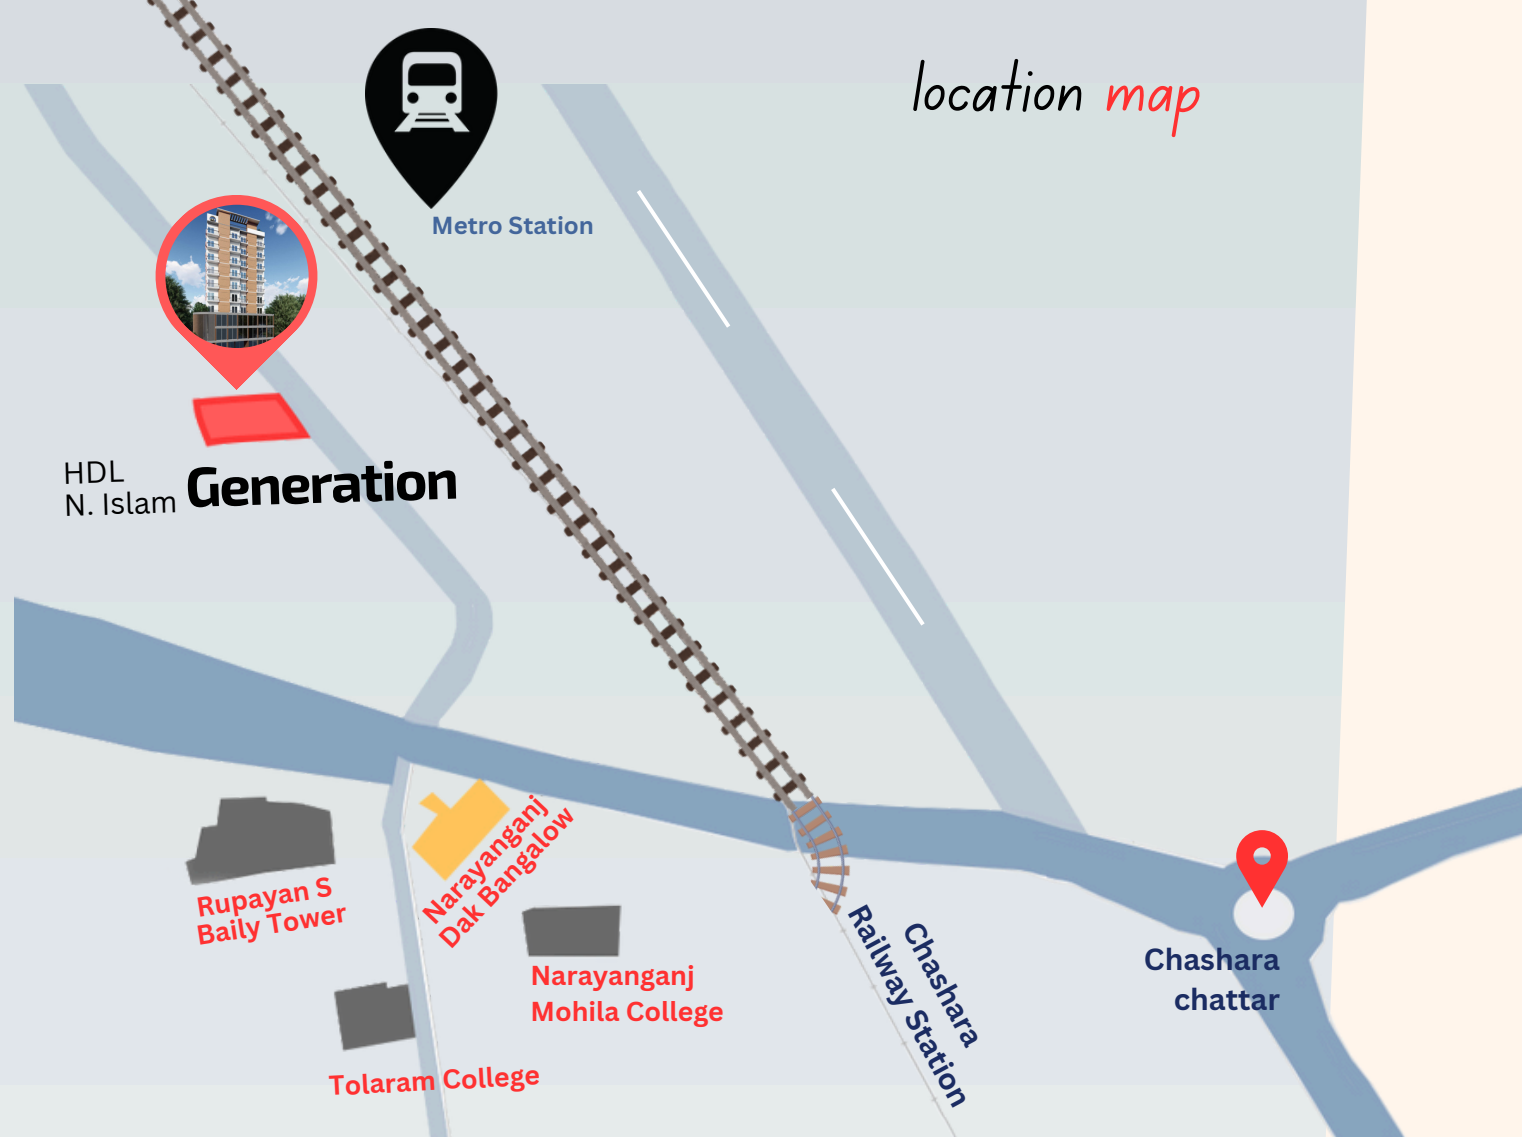 location map
Metro Station
HDL
N. Islam
Generation
Rupayan S
Baily Tower
Narayanganj
Dak Bangalow
Narayanganj
Mohila College
Tolaram College
Chashara
Railway Station
Chashara
chattar